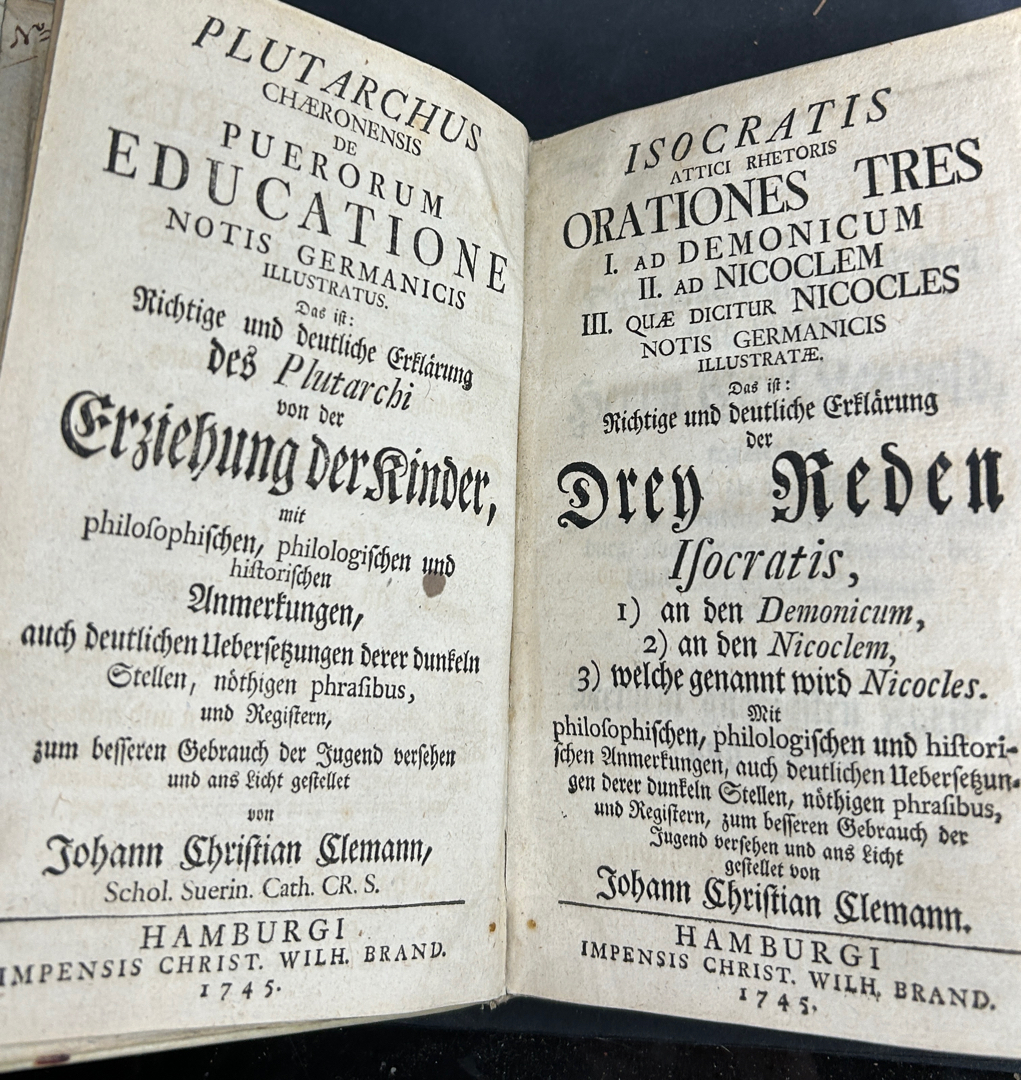 Nº:
PLUTARCHUS
CHÆRONENSIS
DE
PUERORUM
EDUCATIONE
NOTIS GERMANICIS
ILLUSTRATUS.
Das iſt:
Richtige und deutliche Erklärung
des Plutarchi
von der
Erziehung der Kinder,
mit
philoſophiſchen, philologiſchen und
hiſtoriſchen
Anmerkungen,
auch deutlichen Ueberſetzungen derer dunkeln
Stellen, nöthigen phraſibus,
und Regiſtern,
zum beſſeren Gebrauch der Jugend verſehen
und ans Licht geſtellet
von
Johann Chriſtian Clemann,
Schol. Suerin. Cath. CR. S.
HAMBURGI
IMPENSIS CHRIST. WILH. BRAND.
1745.
ISOCRATIS
ATTICI RHETORIS
ORATIONES TRES
I. AD DEMONICUM
II. AD NICOCLEM
III. QUÆ DICITUR NICOCLES
NOTIS GERMANICIS
ILLUSTRATÆ.
Das iſt:
Richtige und deutliche Erklärung
der
Drey Reden
Iſocratis,
1) an den Demonicum,
2) an den Nicoclem,
3) welche genannt wird Nicocles.
Mit
philoſophiſchen, philologiſchen und hiſtori-
ſchen Anmerkungen, auch deutlichen Ueberſetzun-
gen derer dunkeln Stellen, nöthigen phraſibus,
und Regiſtern, zum beſſeren Gebrauch der
Jugend verſehen und ans Licht
geſtellet von
Johann Chriſtian Clemann.
HAMBURGI
IMPENSIS CHRIST. WILH. BRAND.
1745.